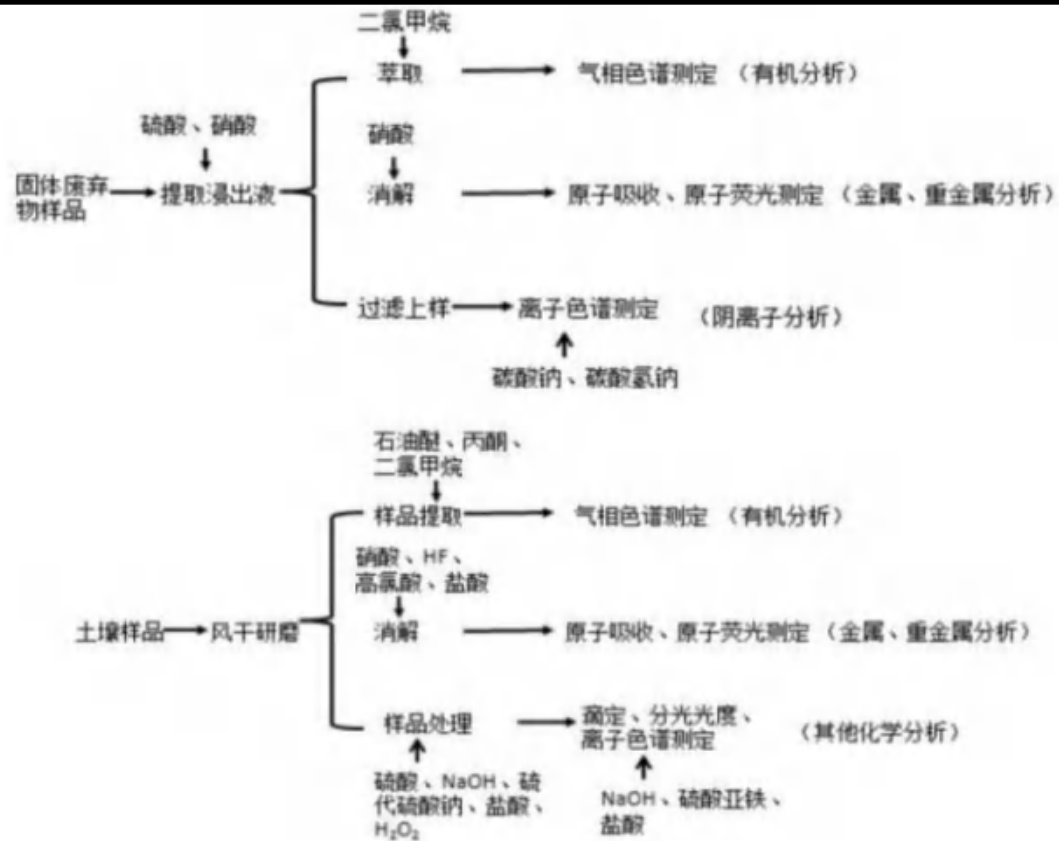 二氯甲烷
萃取
气相色谱测定 （有机分析）
硫酸、硝酸
硝酸
固体废弃
物样品
提取浸出液
消解
原子吸收、原子荧光测定 （金属、重金属分析）
过滤上样
离子色谱测定
（阴离子分析）
碳酸钠、碳酸氢钠
石油醚、丙酮、
二氯甲烷
样品提取
气相色谱测定 （有机分析）
硝酸、HF、
高氯酸、盐酸
土壤样品
风干研磨
消解
原子吸收、原子荧光测定 （金属、重金属分析）
样品处理
滴定、分光光度、
离子色谱测定
（其他化学分析）
硫酸、NaOH、硫
代硫酸钠、盐酸、
H₂O₂
NaOH、硫酸亚铁、
盐酸